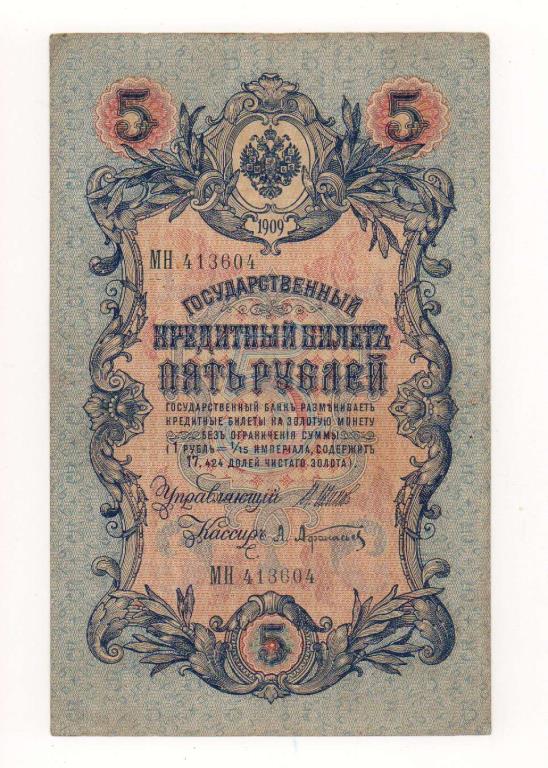 5 5
1909
МН 413604
ГОСУДАРСТВЕННЫЙ
КРЕДИТНЫЙ БИЛЕТЪ
ПЯТЬ РУБЛЕЙ
ГОСУДАРСТВЕННЫЙ БАНКЪ РАЗМѢНИВАЕТЪ
КРЕДИТНЫЕ БИЛЕТЫ НА ЗОЛОТУЮ МОНЕТУ
БЕЗЪ ОГРАНИЧЕНІЯ СУММЫ
(1 РУБЛЬ = 1/15 ИМПЕРІАЛА, СОДЕРЖИТЪ
17,424 ДОЛЕЙ ЧИСТАГО ЗОЛОТА).
Управляющій
Кассиръ А. Афанасьев
МН 413604
5